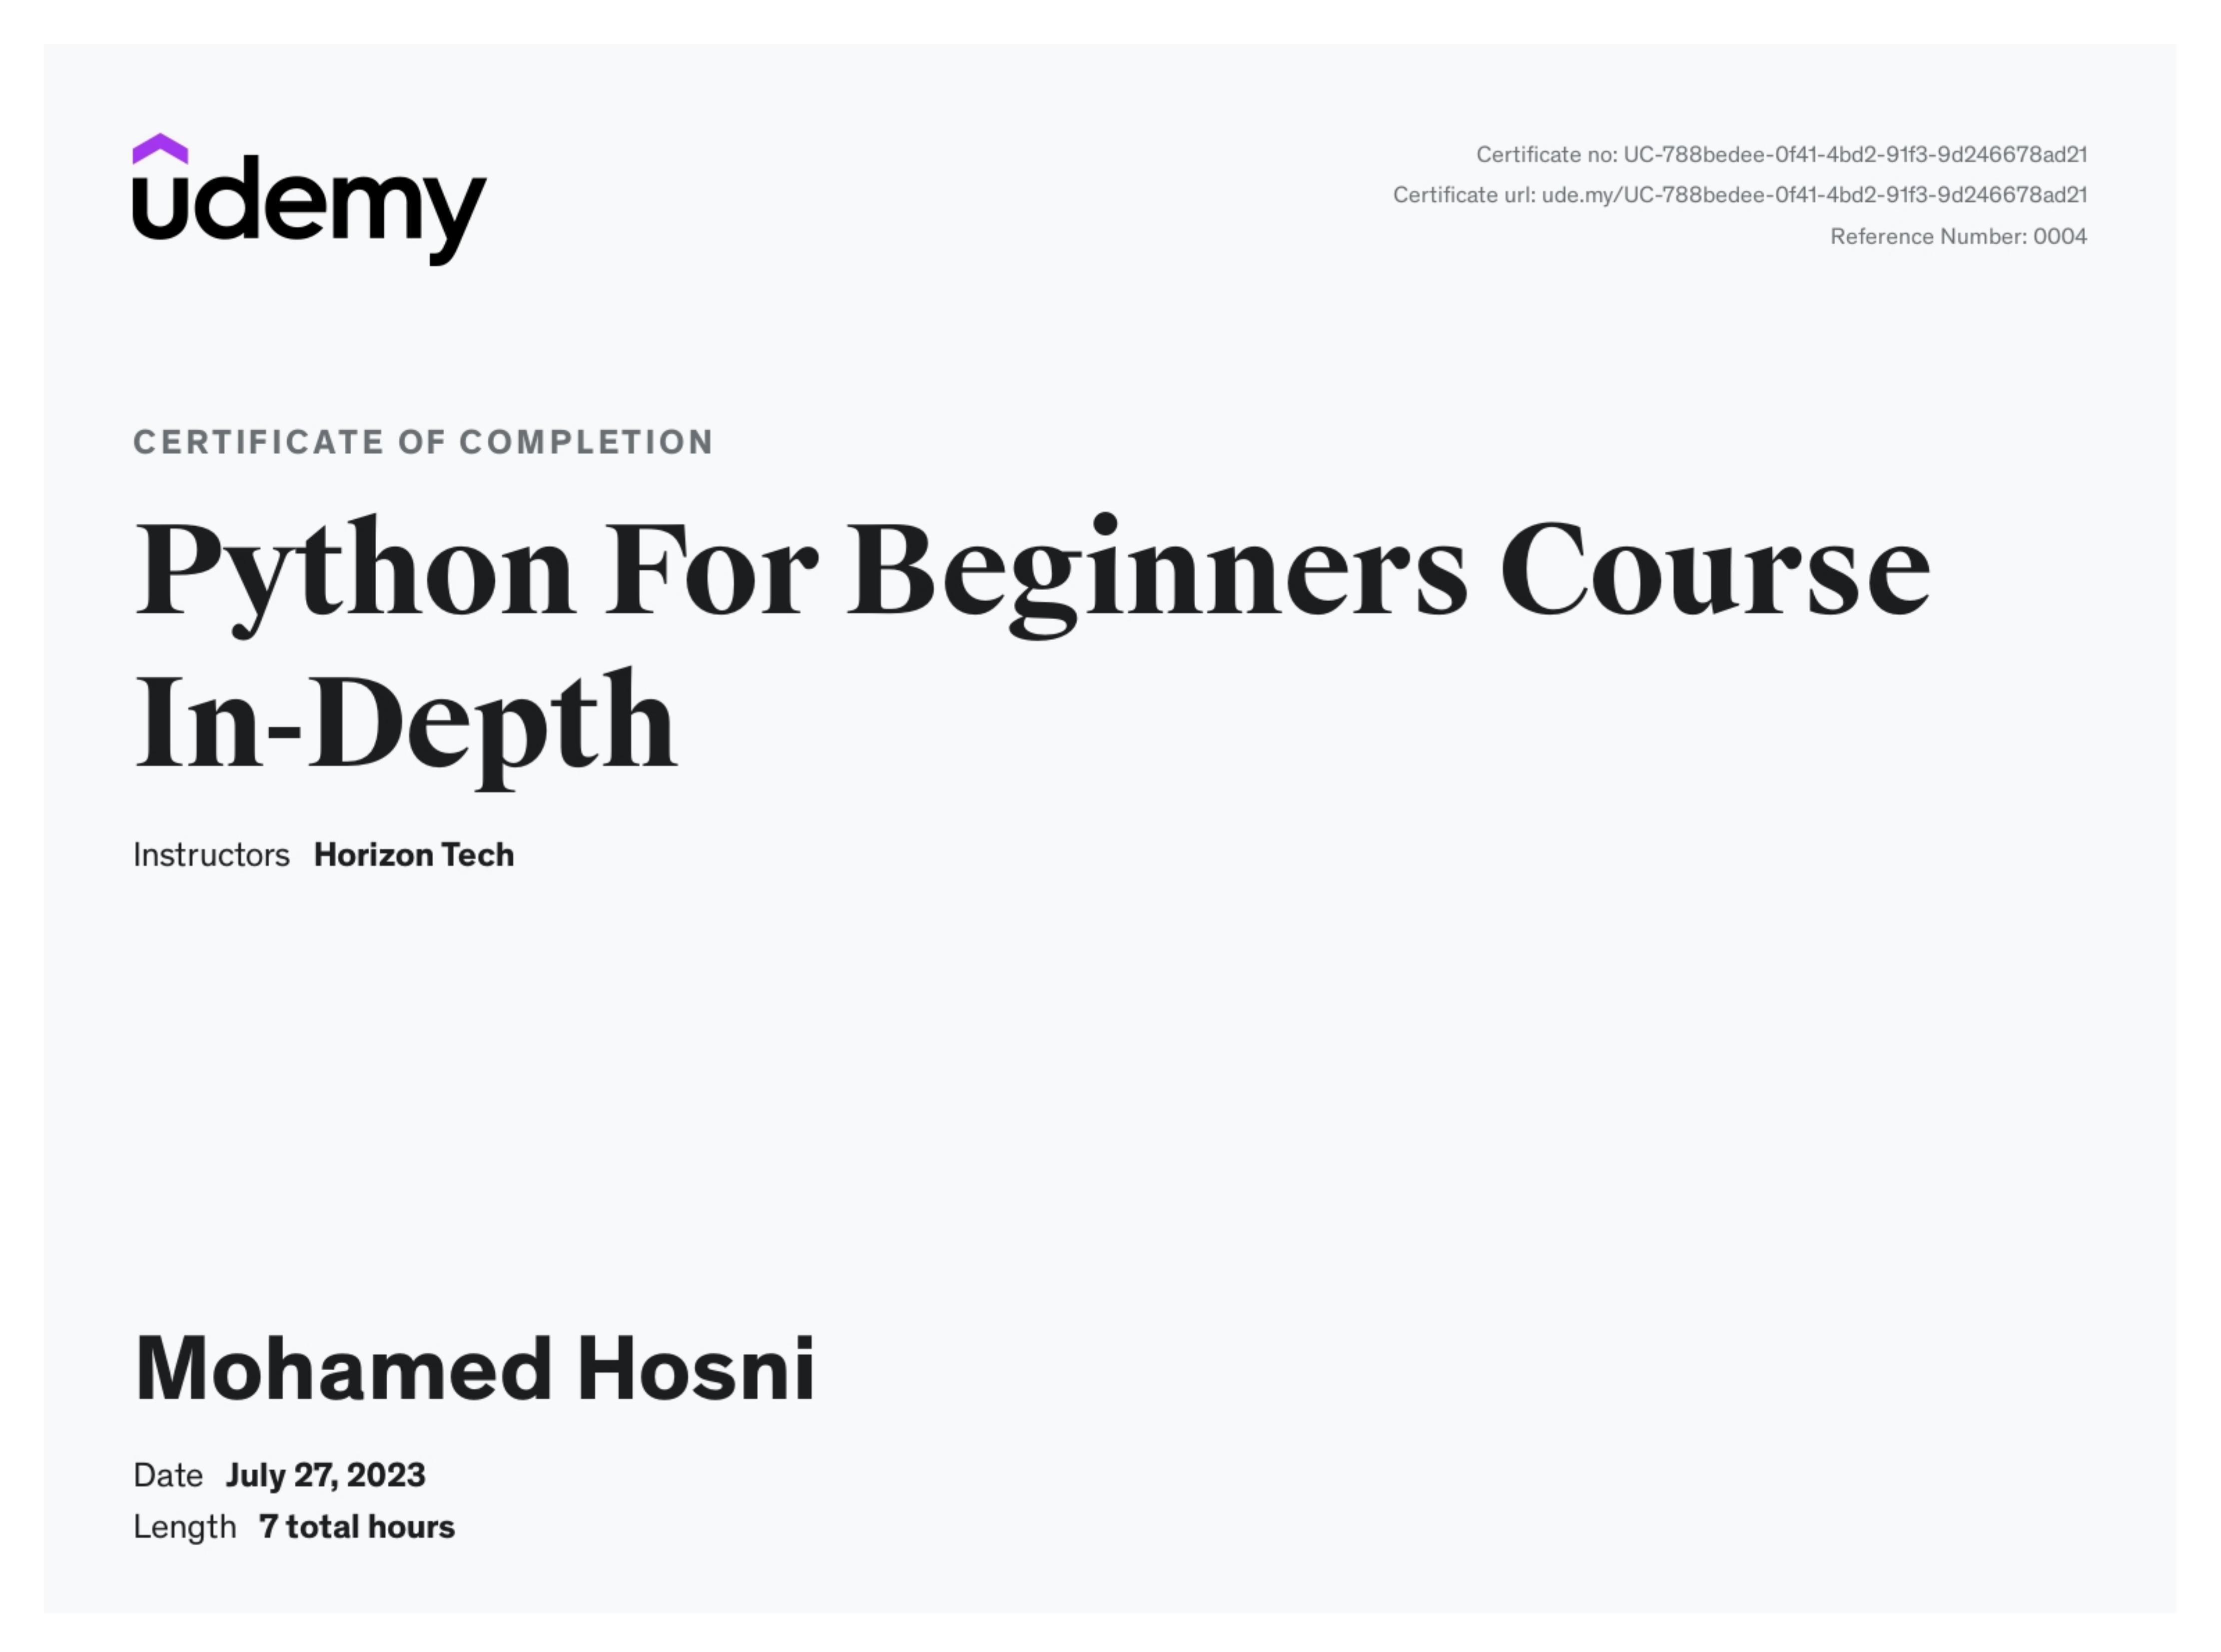 udemy
Certificate no: UC-788bedee-0f41-4bd2-91f3-9d246678ad21
Certificate url: ude.my/UC-788bedee-0f41-4bd2-91f3-9d246678ad21
Reference Number: 0004
CERTIFICATE OF COMPLETION
Python For Beginners Course
In-Depth
Instructors Horizon Tech
Mohamed Hosni
Date July 27, 2023
Length 7 total hours